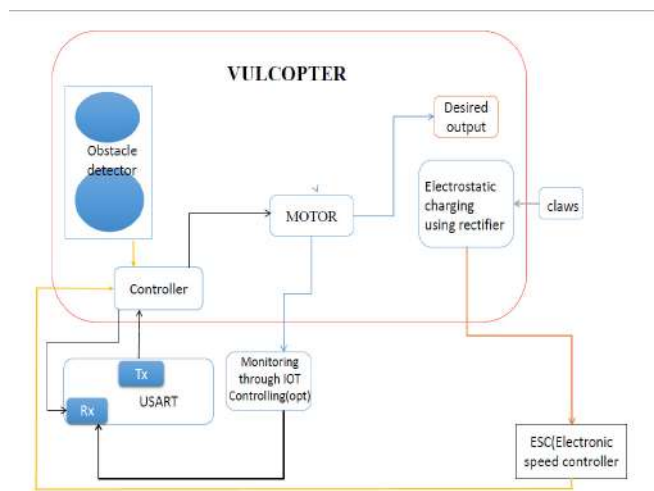 VULCOPTER
Obstacle
detector
Desired
output
Electrostatic
charging
using rectifier
claws
MOTOR
Controller
Tx
USART
Rx
Monitoring
through IOT
Controlling(opt)
ESC(Electronic
speed controller